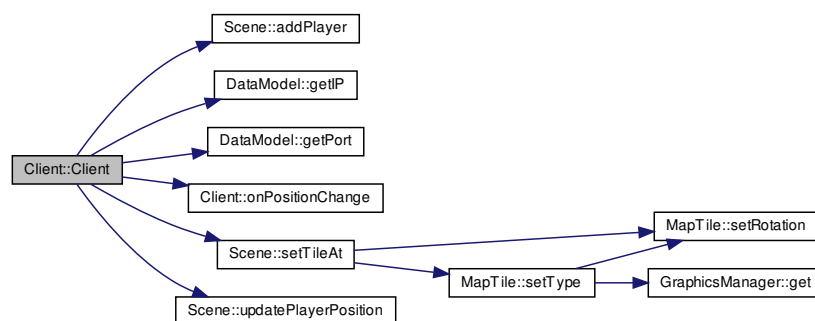 Scene::addPlayer
DataModel::getIP
DataModel::getPort
Client::Client
Client::onPositionChange
MapTile::setRotation
Scene::setTileAt
MapTile::setType
GraphicsManager::get
Scene::updatePlayerPosition